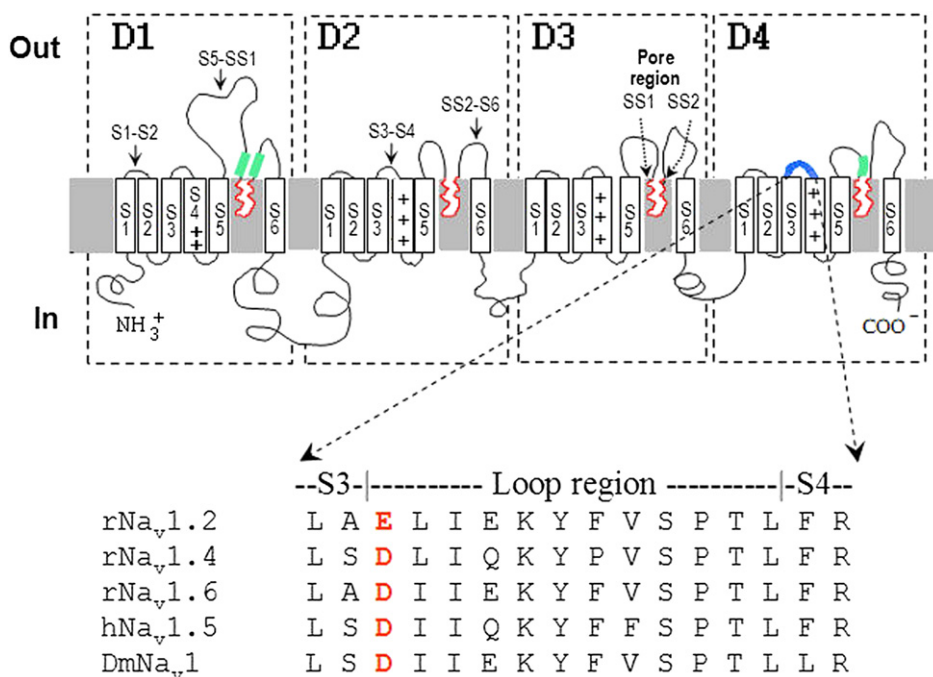 Out
D1
D2
D3
D4
S5-SS1
S1-S2
S3-S4
SS2-S6
Pore
region
SS1 SS2
S1 S2 S3 S4++ S5 S6
S1 S2 S3 +++ S5 S6
S1 S2 S3 +++ S5 S6
S1 S2 S3 +++ S5 S6
In
NH3+
COO−
--S3-|----------- Loop region ----------|-S4--
rNav1.2 L A E L I E K Y F V S P T L F R
rNav1.4 L S D L I Q K Y P V S P T L F R
rNav1.6 L A D I I E K Y F V S P T L F R
hNav1.5 L S D I I Q K Y F F S P T L F R
DmNav1 L S D I I E K Y F V S P T L L R